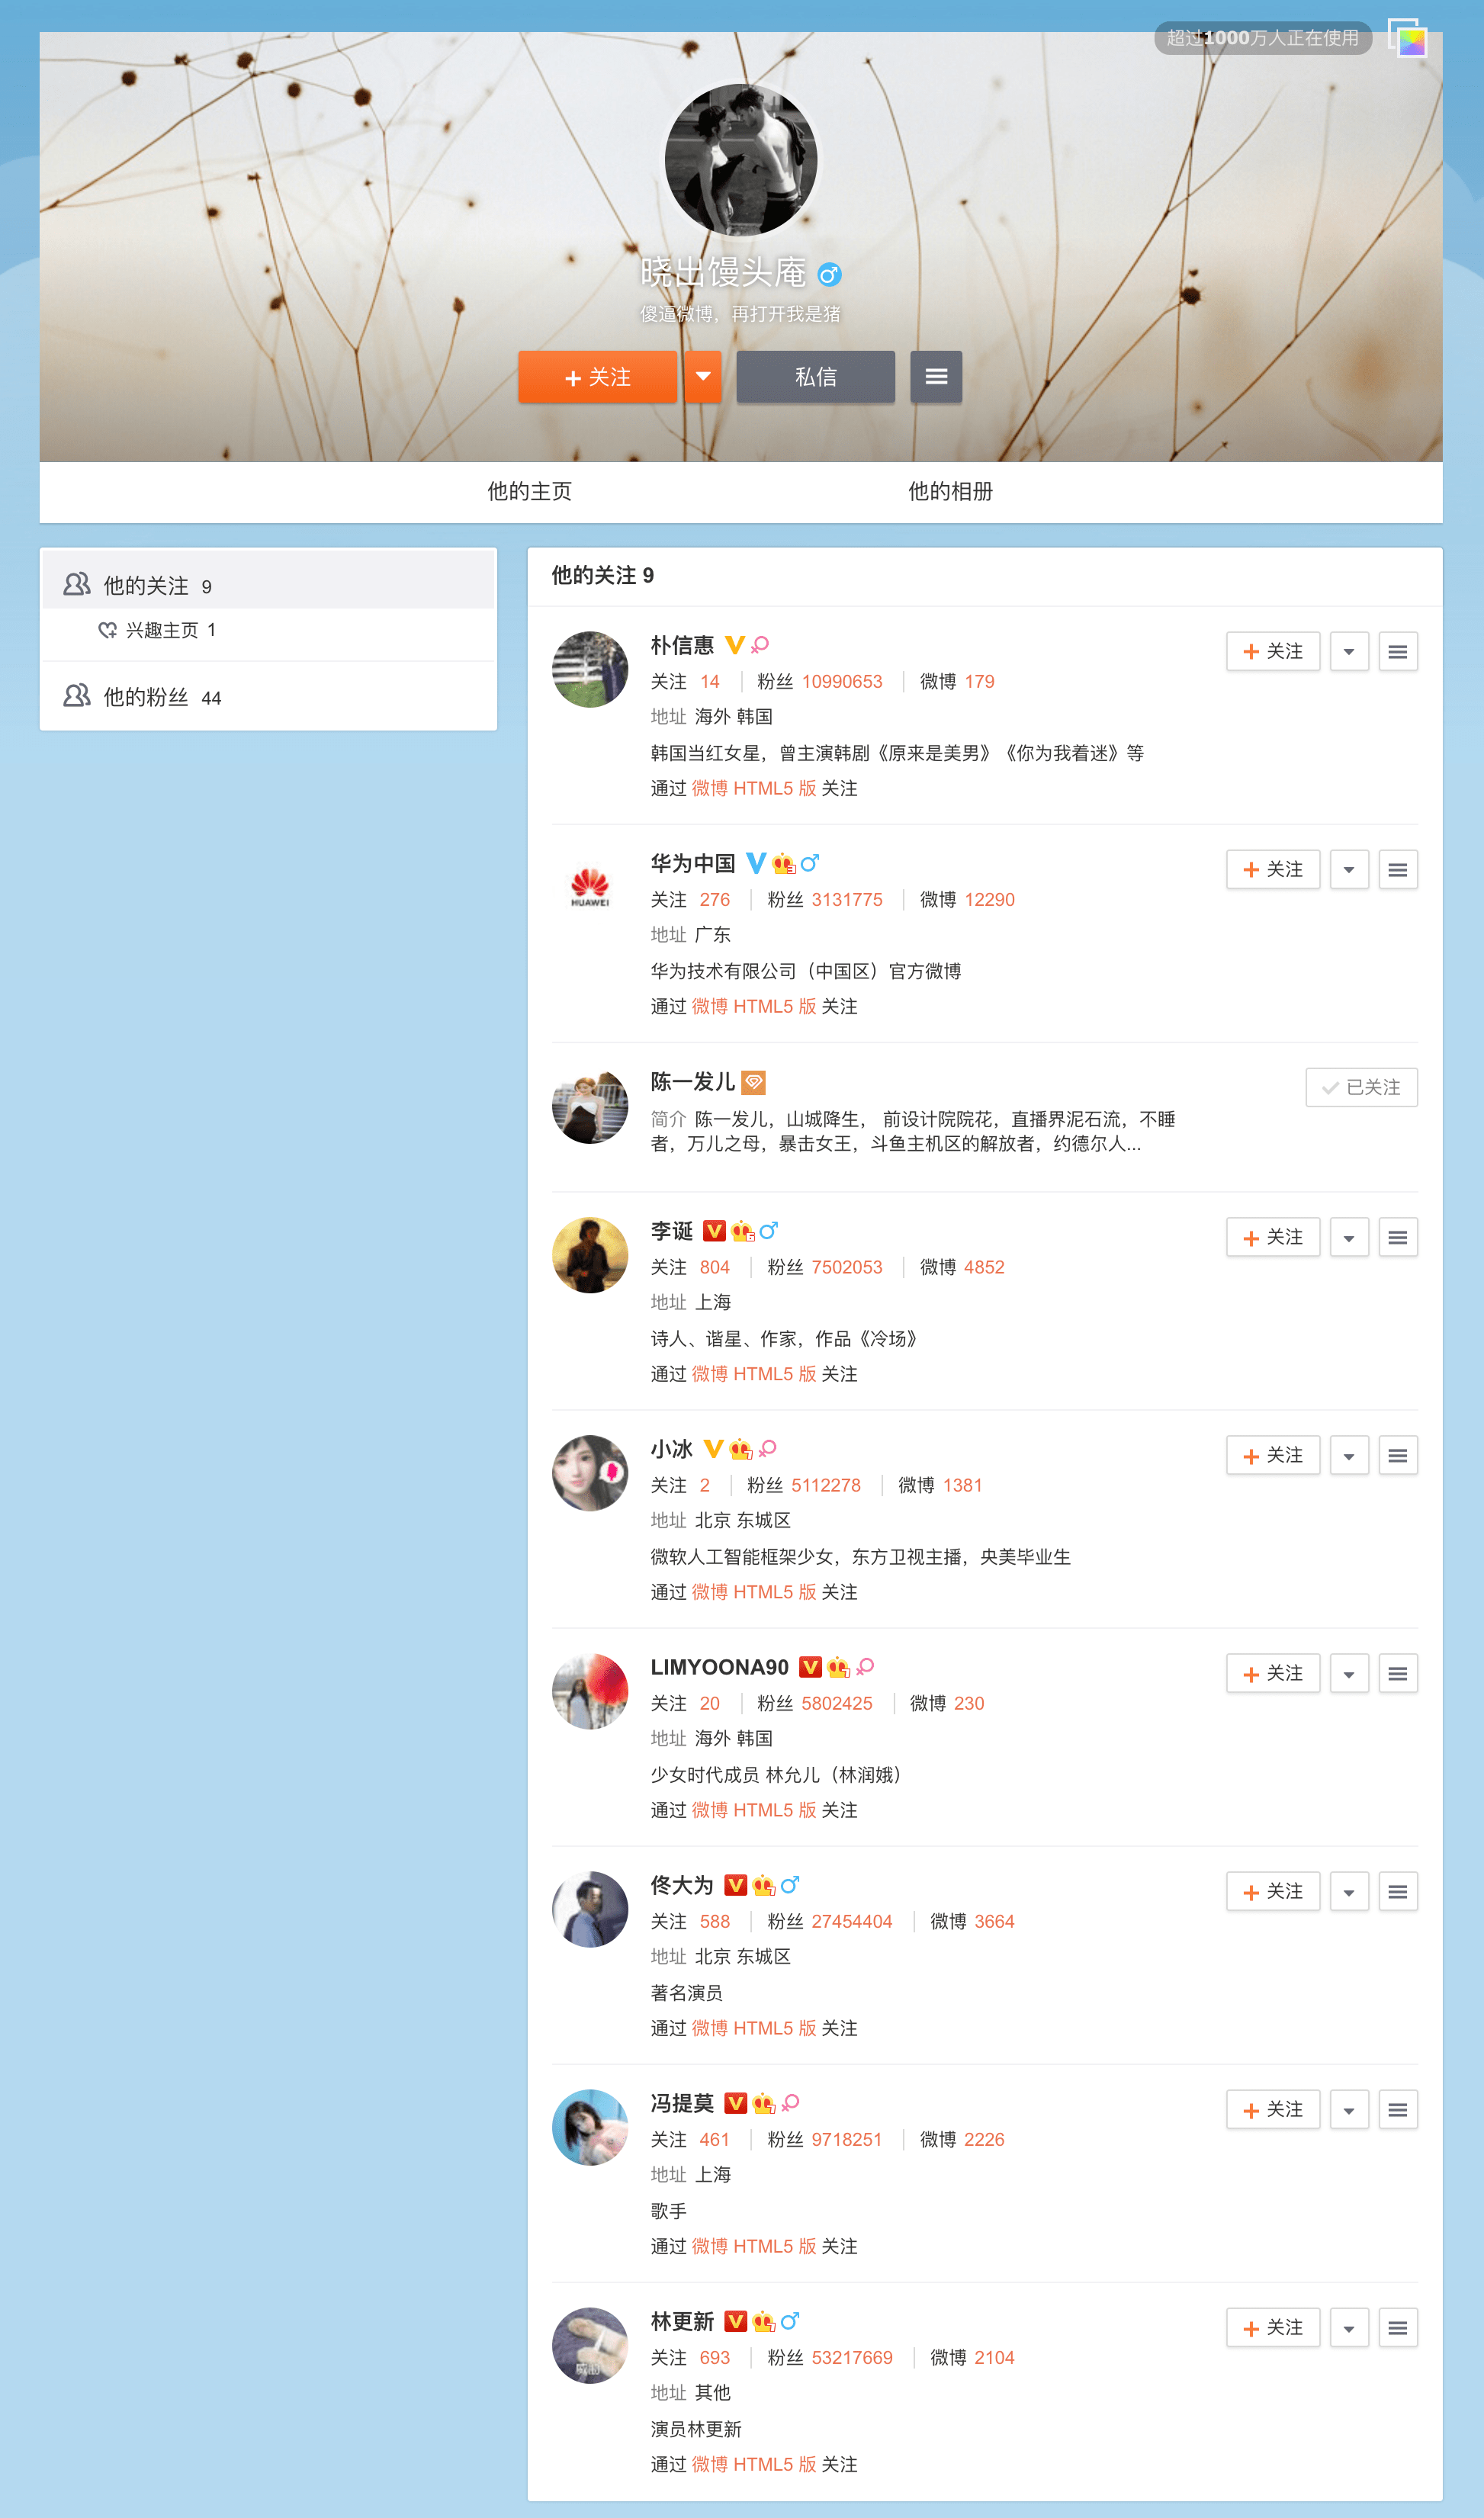 超过1000万人正在使用
晓出馒头庵
傻逼微博，再打开我是猪
关注
私信
他的主页
他的相册
他的关注 9
兴趣主页 1
他的粉丝 44
他的关注 9
朴信惠
关注
关注 14 粉丝 10990653 微博 179
地址 海外 韩国
韩国当红女星，曾主演韩剧《原来是美男》《你为我着迷》等
通过 微博 HTML5 版 关注
HUAWEI
华为中国
关注
关注 276 粉丝 3131775 微博 12290
地址 广东
华为技术有限公司（中国区）官方微博
通过 微博 HTML5 版 关注
陈一发儿
已关注
简介 陈一发儿，山城降生， 前设计院院花，直播界泥石流，不睡
者，万儿之母，暴击女王，斗鱼主机区的解放者，约德尔人...
李诞
关注
关注 804 粉丝 7502053 微博 4852
地址 上海
诗人、谐星、作家，作品《冷场》
通过 微博 HTML5 版 关注
小冰
关注
关注 2 粉丝 5112278 微博 1381
地址 北京 东城区
微软人工智能框架少女，东方卫视主播，央美毕业生
通过 微博 HTML5 版 关注
LIMYOONA90
关注
关注 20 粉丝 5802425 微博 230
地址 海外 韩国
少女时代成员 林允儿（林润娥）
通过 微博 HTML5 版 关注
佟大为
关注
关注 588 粉丝 27454404 微博 3664
地址 北京 东城区
著名演员
通过 微博 HTML5 版 关注
冯提莫
关注
关注 461 粉丝 9718251 微博 2226
地址 上海
歌手
通过 微博 HTML5 版 关注
林更新
关注
关注 693 粉丝 53217669 微博 2104
地址 其他
演员林更新
通过 微博 HTML5 版 关注